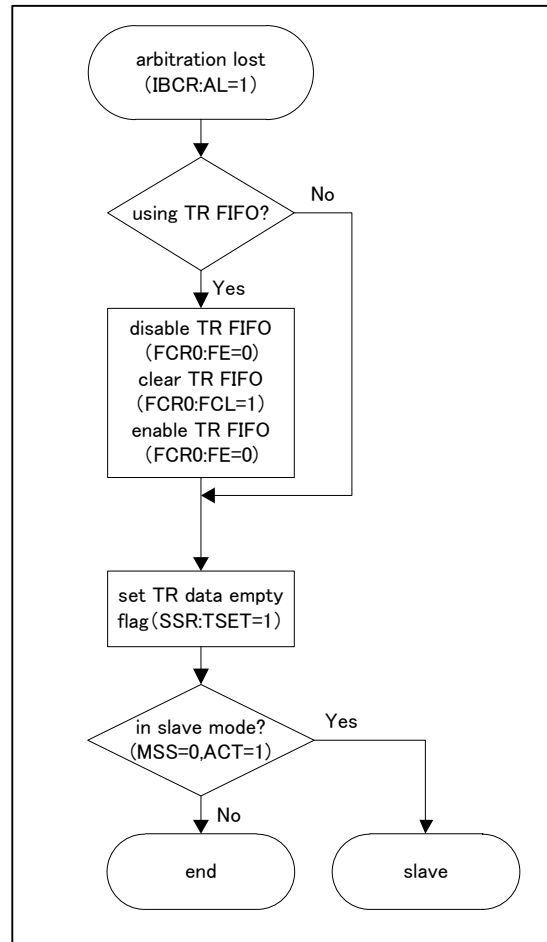 arbitration lost
(IBCR:AL=1)
No
using TR FIFO?
Yes
disable TR FIFO
(FCR0:FE=0)
clear TR FIFO
(FCR0:FCL=1)
enable TR FIFO
(FCR0:FE=0)
set TR data empty
flag(SSR:TSET=1)
in slave mode?
(MSS=0,ACT=1)
Yes
No
end
slave